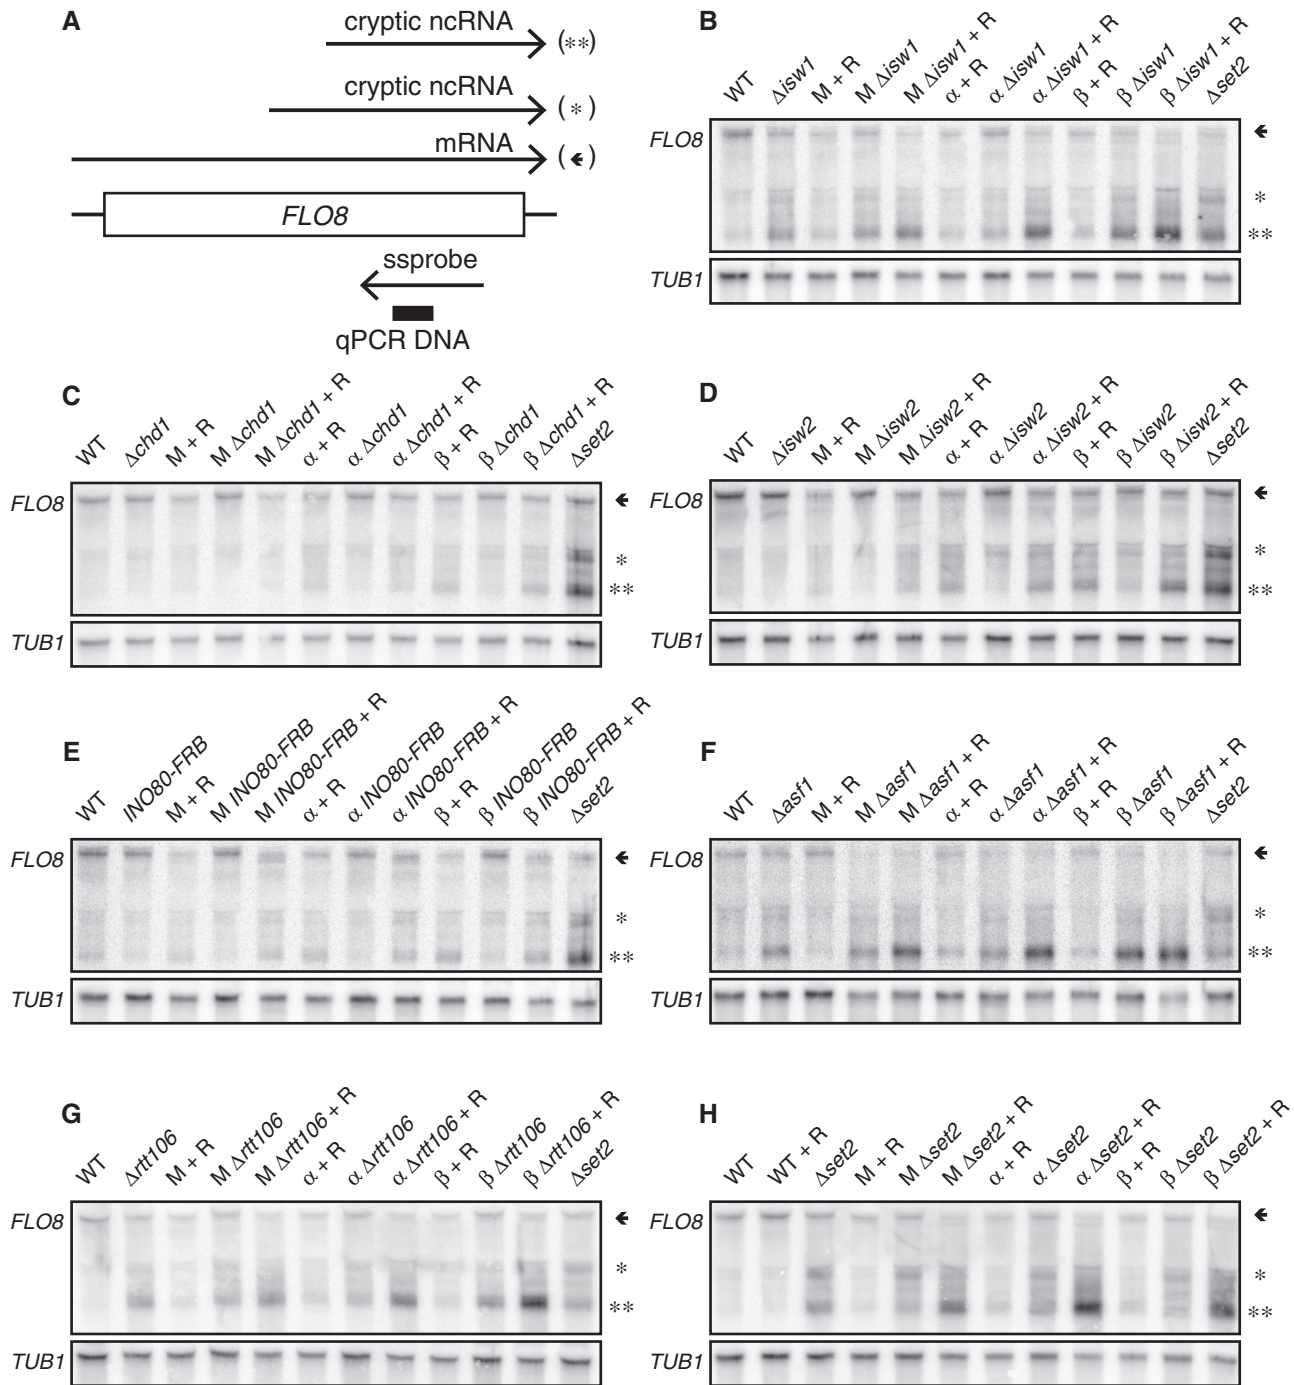 A
cryptic ncRNA (**)
cryptic ncRNA (*)
mRNA (←)
FLO8
ssprobe
qPCR DNA
B
WT Δisw1 M + R M Δisw1 M Δisw1 + R α + R α Δisw1 α Δisw1 + R β + R β Δisw1 β Δisw1 + R Δset2
FLO8 ←
*
**
TUB1
C
WT Δchd1 M + R M Δchd1 M Δchd1 + R α + R α Δchd1 α Δchd1 + R β + R β Δchd1 β Δchd1 + R Δset2
FLO8 ←
*
**
TUB1
D
WT Δisw2 M + R M Δisw2 M Δisw2 + R α + R α Δisw2 α Δisw2 + R β + R β Δisw2 β Δisw2 + R Δset2
FLO8 ←
*
**
TUB1
E
WT INO80-FRB M + R M INO80-FRB M INO80-FRB + R α + R α INO80-FRB α INO80-FRB + R β + R β INO80-FRB β INO80-FRB + R Δset2
FLO8 ←
*
**
TUB1
F
WT Δasf1 M + R M Δasf1 M Δasf1 + R α + R α Δasf1 α Δasf1 + R β + R β Δasf1 β Δasf1 + R Δset2
FLO8 ←
*
**
TUB1
G
WT Δrtt106 M + R M Δrtt106 M Δrtt106 + R α + R α Δrtt106 α Δrtt106 + R β + R β Δrtt106 β Δrtt106 + R Δset2
FLO8 ←
*
**
TUB1
H
WT WT + R Δset2 M + R M Δset2 M Δset2 + R α + R α Δset2 α Δset2 + R β + R β Δset2 β Δset2 + R
FLO8 ←
*
**
TUB1